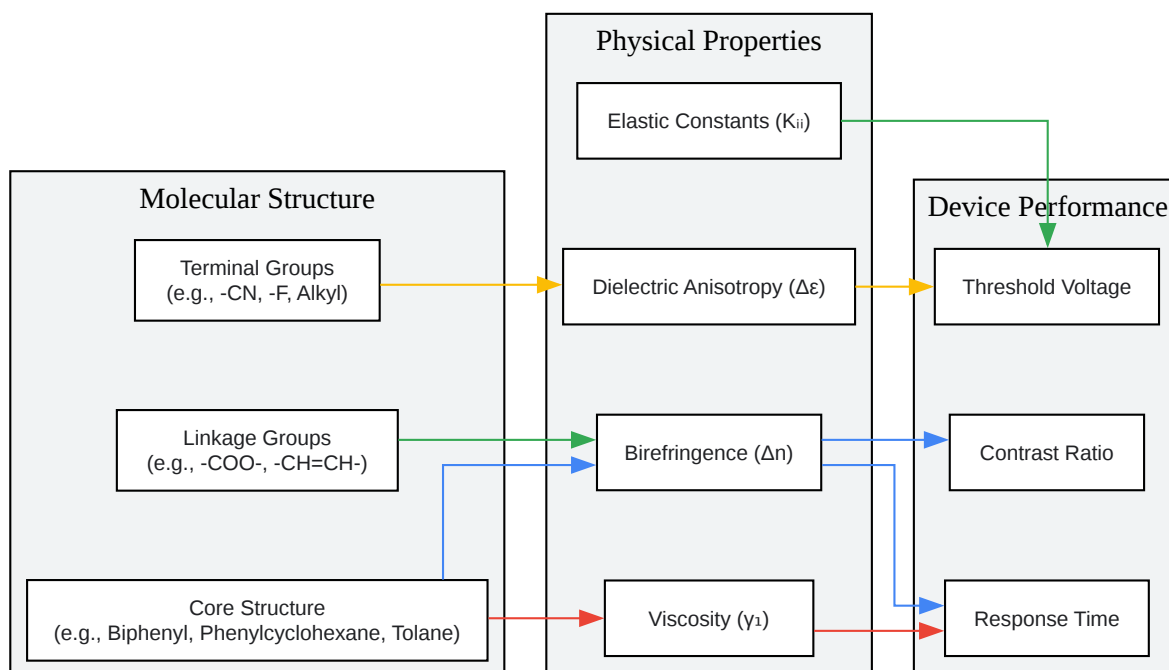 Molecular Structure
Terminal Groups
(e.g., -CN, -F, Alkyl)
Linkage Groups
(e.g., -COO-, -CH=CH-)
Core Structure
(e.g., Biphenyl, Phenylcyclohexane, Tolane)
Physical Properties
Elastic Constants (Kᵢᵢ)
Dielectric Anisotropy (Δε)
Birefringence (Δn)
Viscosity (γ₁)
Device Performance
Threshold Voltage
Contrast Ratio
Response Time